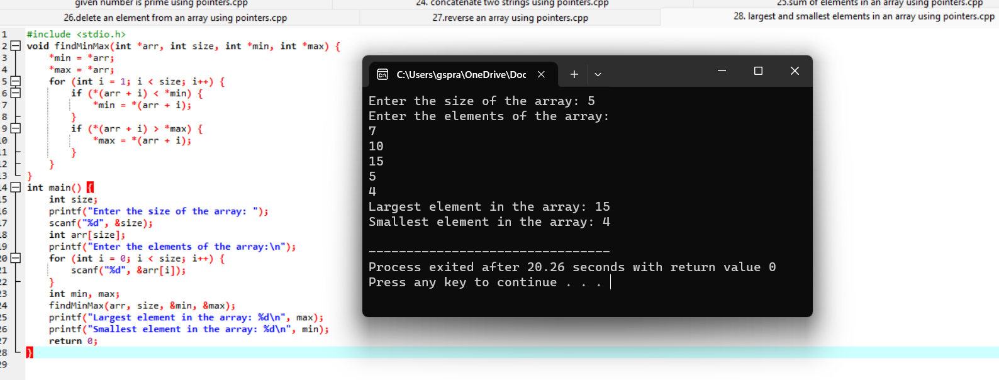 given number is prime using pointers.cpp
24. concatenate two strings using pointers.cpp
25.sum of elements in an array using pointers.cpp
26.delete an element from an array using pointers.cpp
27.reverse an array using pointers.cpp
28. largest and smallest elements in an array using pointers.cpp
1 #include <stdio.h>
2 void findMinMax(int *arr, int size, int *min, int *max) {
3     *min = *arr;
4     *max = *arr;
5     for (int i = 1; i < size; i++) {
6         if (*(arr + i) < *min) {
7             *min = *(arr + i);
8         }
9         if (*(arr + i) > *max) {
10             *max = *(arr + i);
11         }
12     }
13 }
14 int main() {
15     int size;
16     printf("Enter the size of the array: ");
17     scanf("%d", &size);
18     int arr[size];
19     printf("Enter the elements of the array:\n");
20     for (int i = 0; i < size; i++) {
21         scanf("%d", &arr[i]);
22     }
23     int min, max;
24     findMinMax(arr, size, &min, &max);
25     printf("Largest element in the array: %d\n", max);
26     printf("Smallest element in the array: %d\n", min);
27     return 0;
28 }
29
C:\Users\gspra\OneDrive\Doc
Enter the size of the array: 5
Enter the elements of the array:
7
10
15
5
4
Largest element in the array: 15
Smallest element in the array: 4
--------------------------------
Process exited after 20.26 seconds with return value 0
Press any key to continue . . .